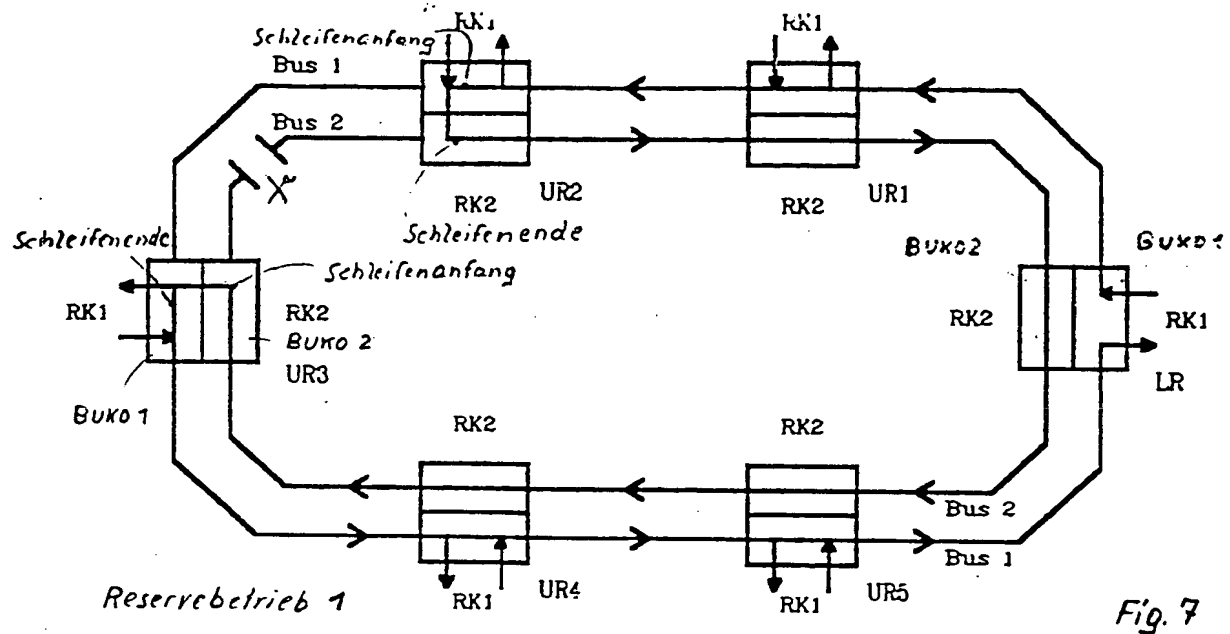 RK1
RK1
Schleifenanfang
Bus 1
Bus 2
X
RK2
UR2
RK2
UR1
Schleifenende
Schleifenende
Schleifenanfang
BUKO2
BUKO1
RK1
RK2
BUKO 2
UR3
BUKO 1
RK2
RK1
LR
RK2
RK2
Bus 2
Bus 1
RK1
UR4
RK1
UR5
Reservebetrieb 1
Fig. 7